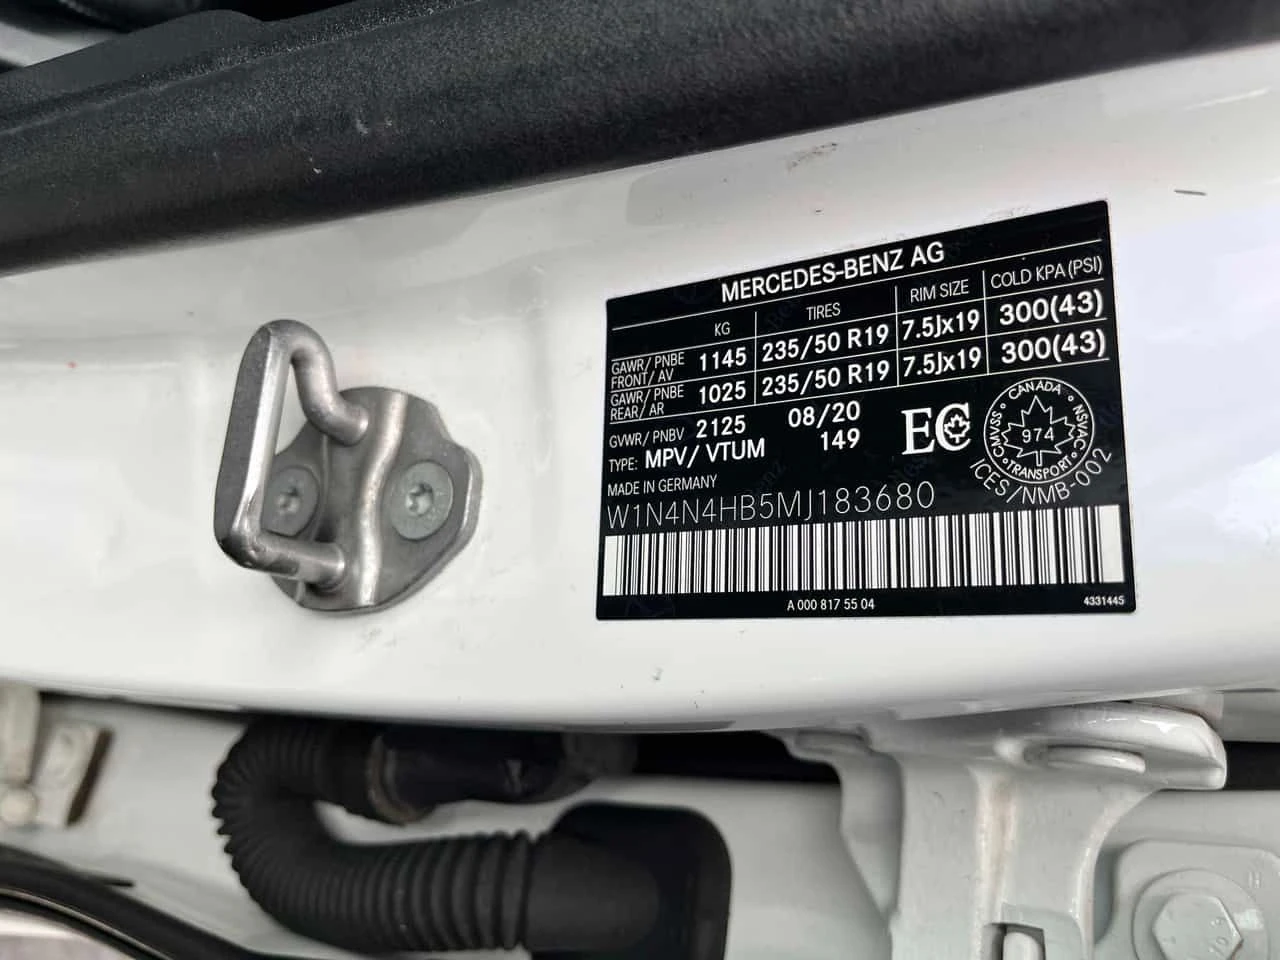 MERCEDES-BENZ AG
KG TIRES RIM SIZE COLD KPA (PSI)
GAWR/ PNBE FRONT/ AV 1145 235/50 R19 7.5Jx19 300(43)
GAWR/ PNBE REAR/ AR 1025 235/50 R19 7.5Jx19 300(43)
GVWR/ PNBV 2125 08/20
TYPE: MPV/ VTUM 149
EC
CANADA
CMVSS NSVAC
974
TRANSPORT
ICES/NMB-002
MADE IN GERMANY
W1N4N4HB5MJ183680
A 000 817 55 04
4331445